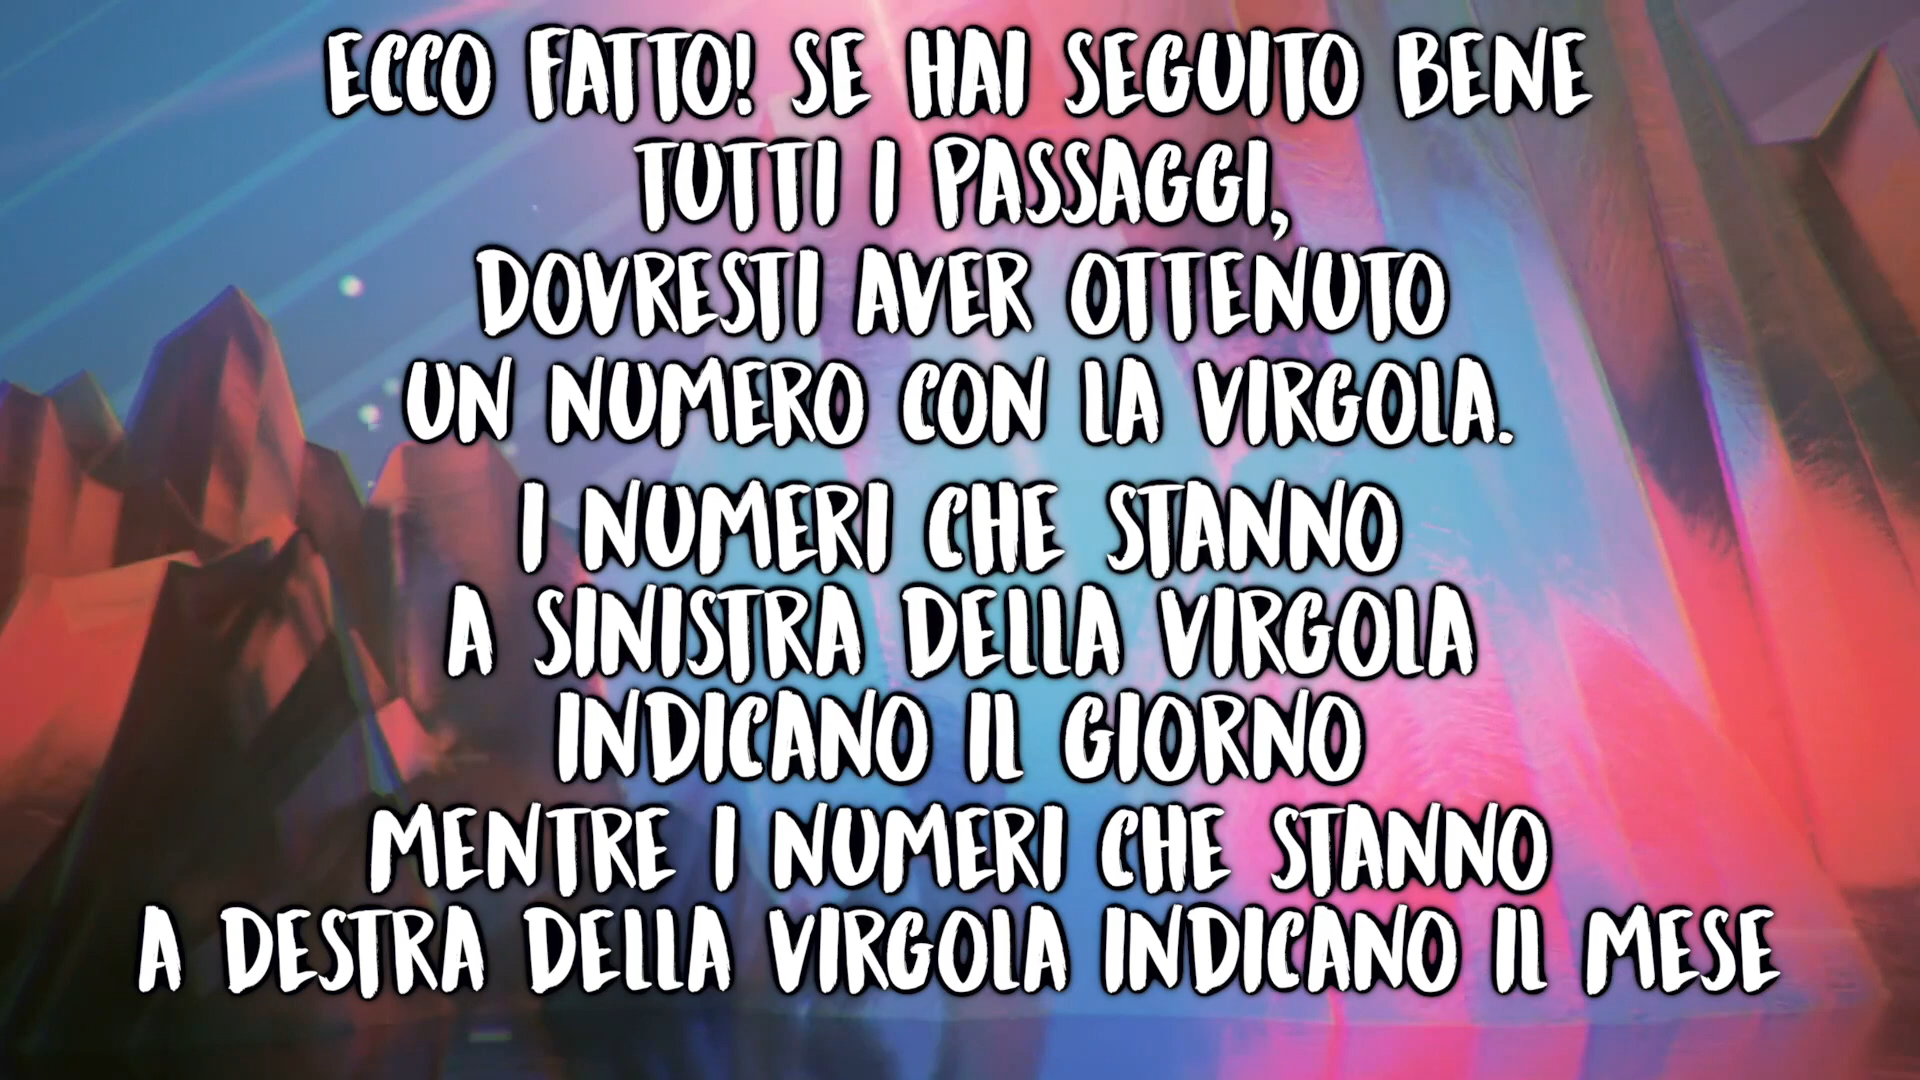 ECCO FATTO! SE HAI SEGUITO BENE
TUTTI I PASSAGGI,
DOVRESTI AVER OTTENUTO
UN NUMERO CON LA VIRGOLA.
I NUMERI CHE STANNO
A SINISTRA DELLA VIRGOLA
INDICANO IL GIORNO
MENTRE I NUMERI CHE STANNO
A DESTRA DELLA VIRGOLA INDICANO IL MESE